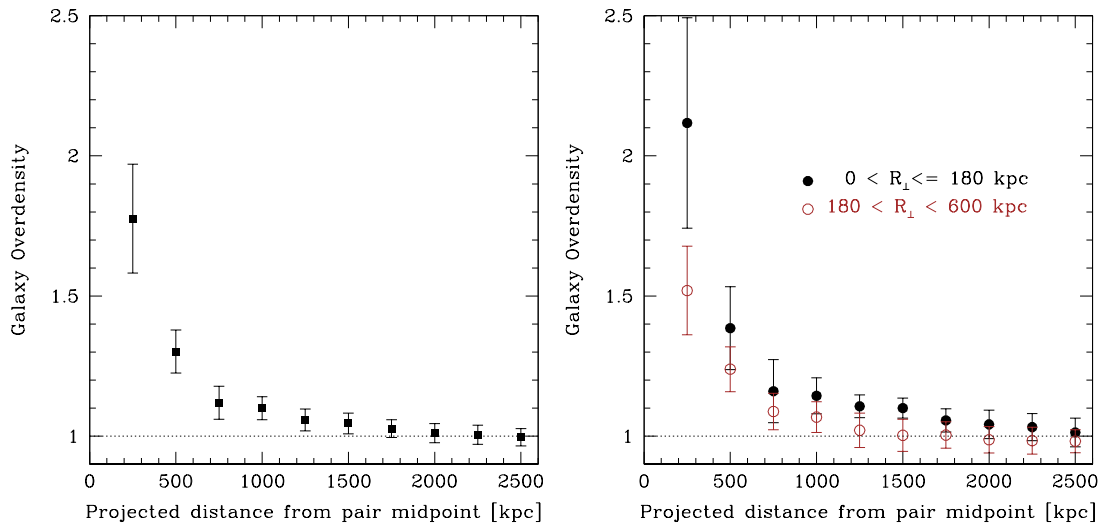 2.5
2
1.5
1
0 500 1000 1500 2000 2500
Galaxy Overdensity
Projected distance from pair midpoint [kpc]
2.5
2
1.5
1
0 500 1000 1500 2000 2500
Galaxy Overdensity
Projected distance from pair midpoint [kpc]
0 < R⊥<= 180 kpc
180 < R⊥ < 600 kpc